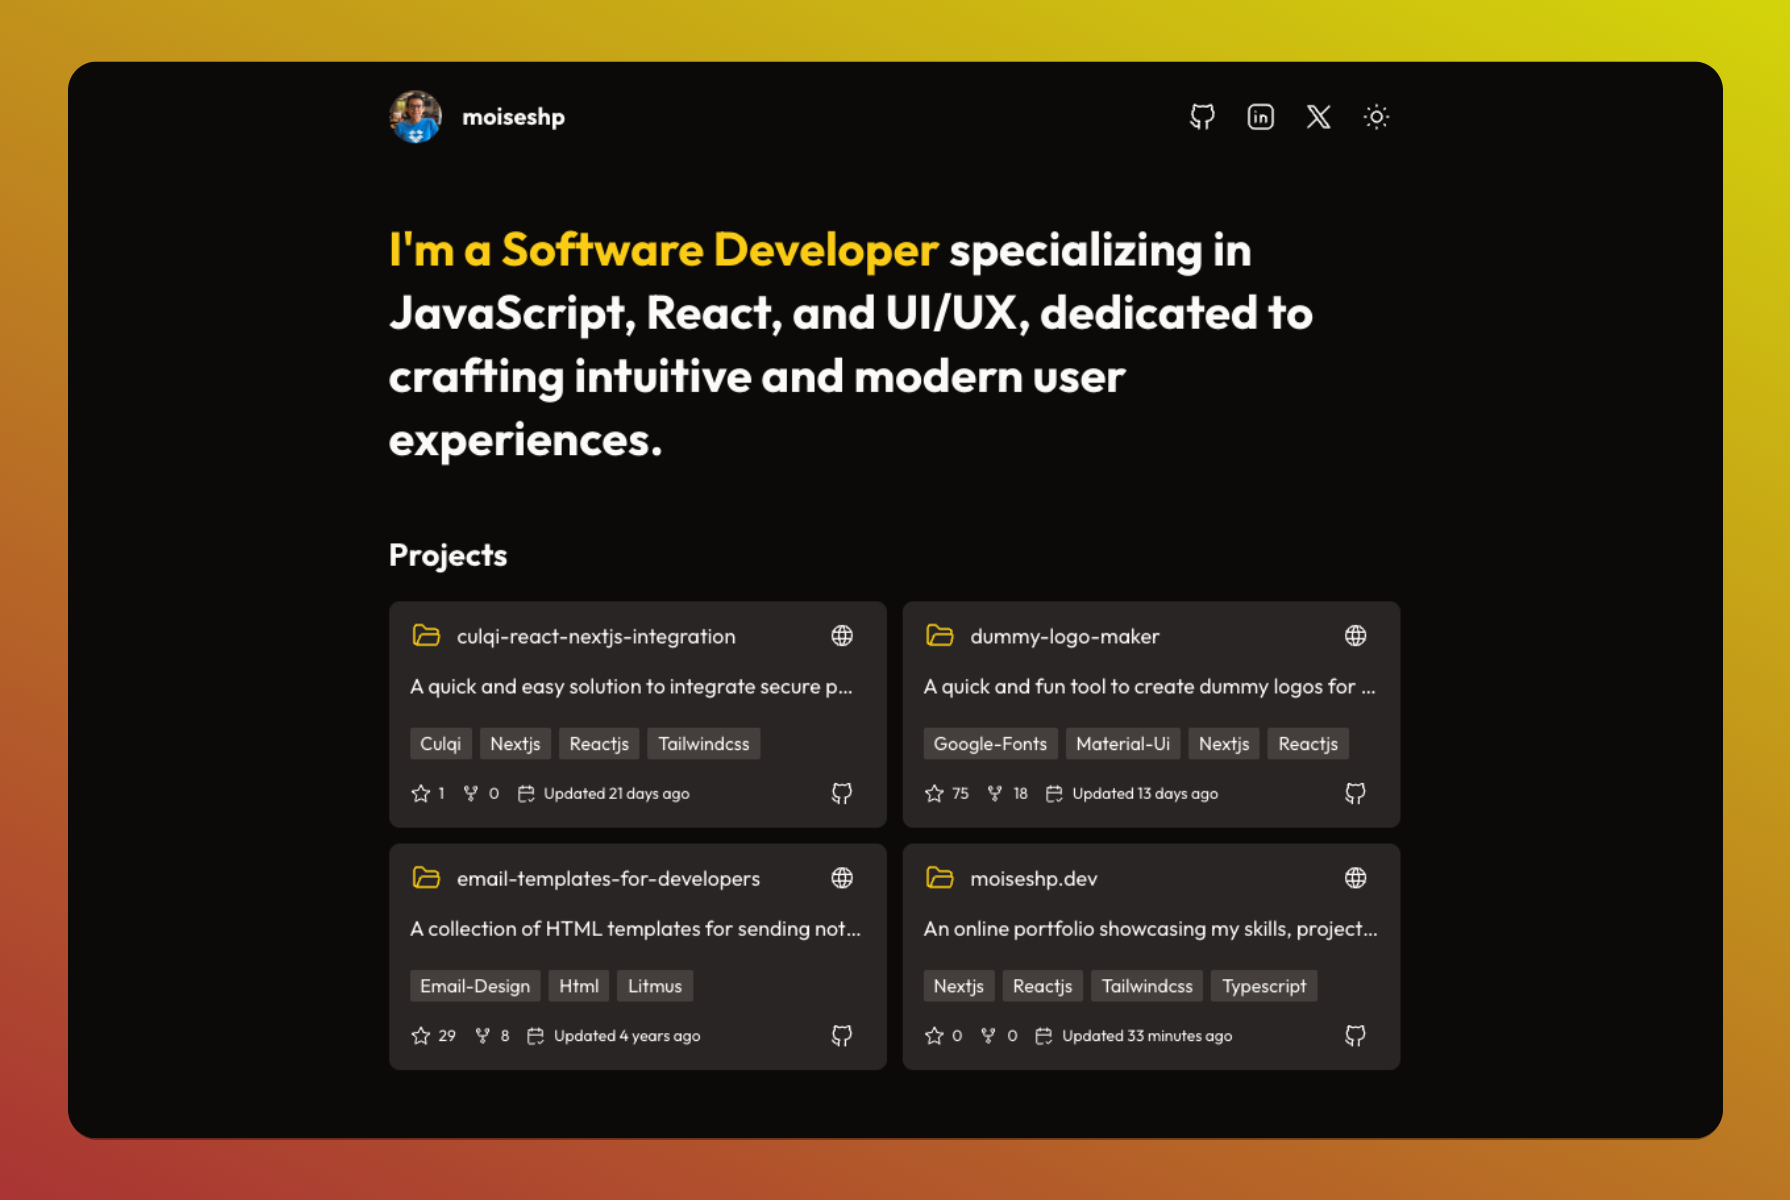 moiseshp
I'm a Software Developer specializing in
JavaScript, React, and UI/UX, dedicated to
crafting intuitive and modern user
experiences.
Projects
culqi-react-nextjs-integration
A quick and easy solution to integrate secure p...
Culqi Nextjs Reactjs Tailwindcss
1 0 Updated 21 days ago
dummy-logo-maker
A quick and fun tool to create dummy logos for ...
Google-Fonts Material-Ui Nextjs Reactjs
75 18 Updated 13 days ago
email-templates-for-developers
A collection of HTML templates for sending not...
Email-Design Html Litmus
29 8 Updated 4 years ago
moiseshp.dev
An online portfolio showcasing my skills, project...
Nextjs Reactjs Tailwindcss Typescript
0 0 Updated 33 minutes ago